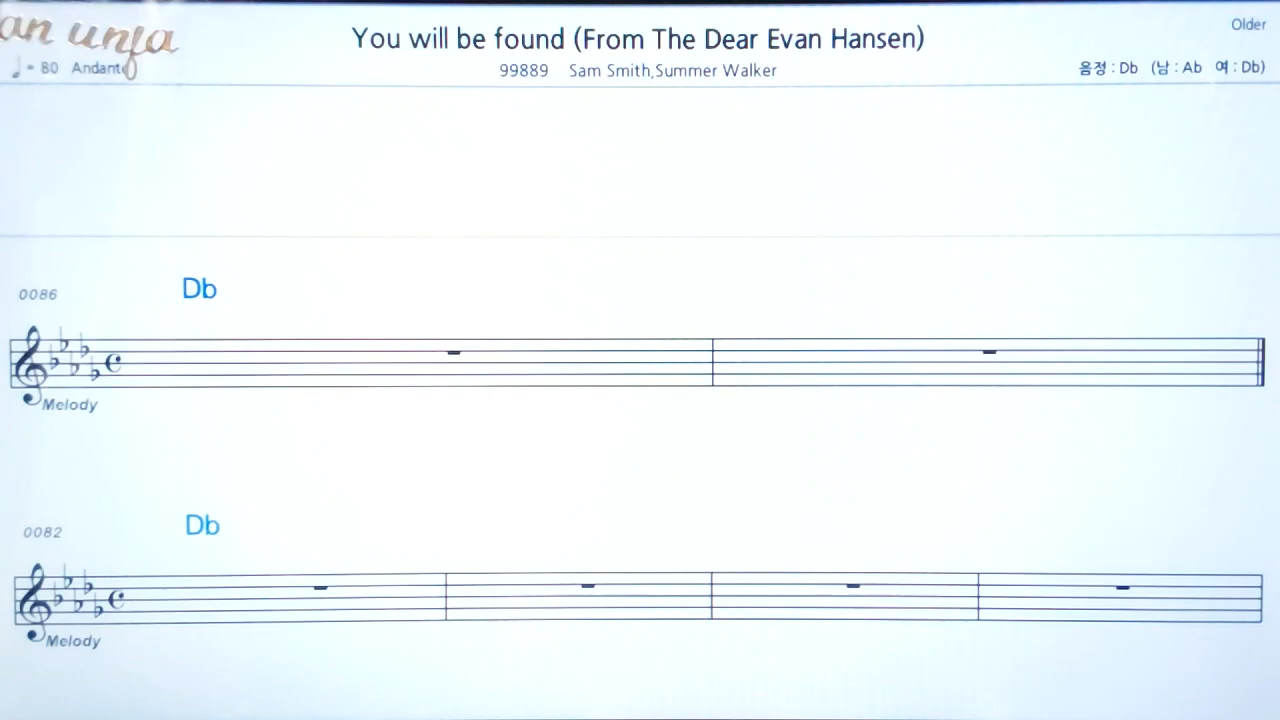 an unja
You will be found (From The Dear Evan Hansen)
Older
♩= 80 Andante
99889 Sam Smith,Summer Walker
음정 : Db (남 : Ab 여 : Db)
0086
Db
Melody
0082
Db
Melody